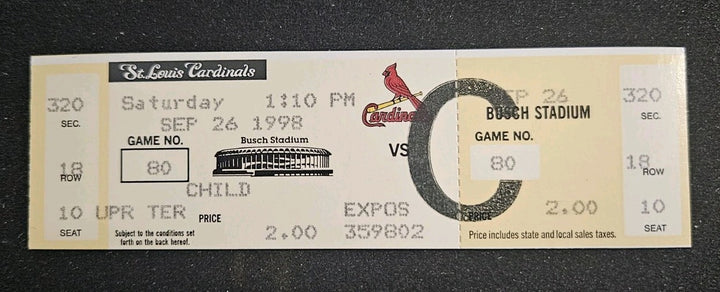 St. Louis Cardinals
320
SEC.
18
ROW
10 UPR TER
SEAT
Saturday 1:10 PM
SEP 26 1998
GAME NO.
80
Busch Stadium
CHILD
PRICE
Subject to the conditions set
forth on the back hereof.
2.00
Cardinals
VS
EXPOS
359802
C
SEP 26
BUSCH STADIUM
GAME NO.
80
PRICE
2.00
Price includes state and local sales taxes.
320
SEC.
18
ROW
10
SEAT